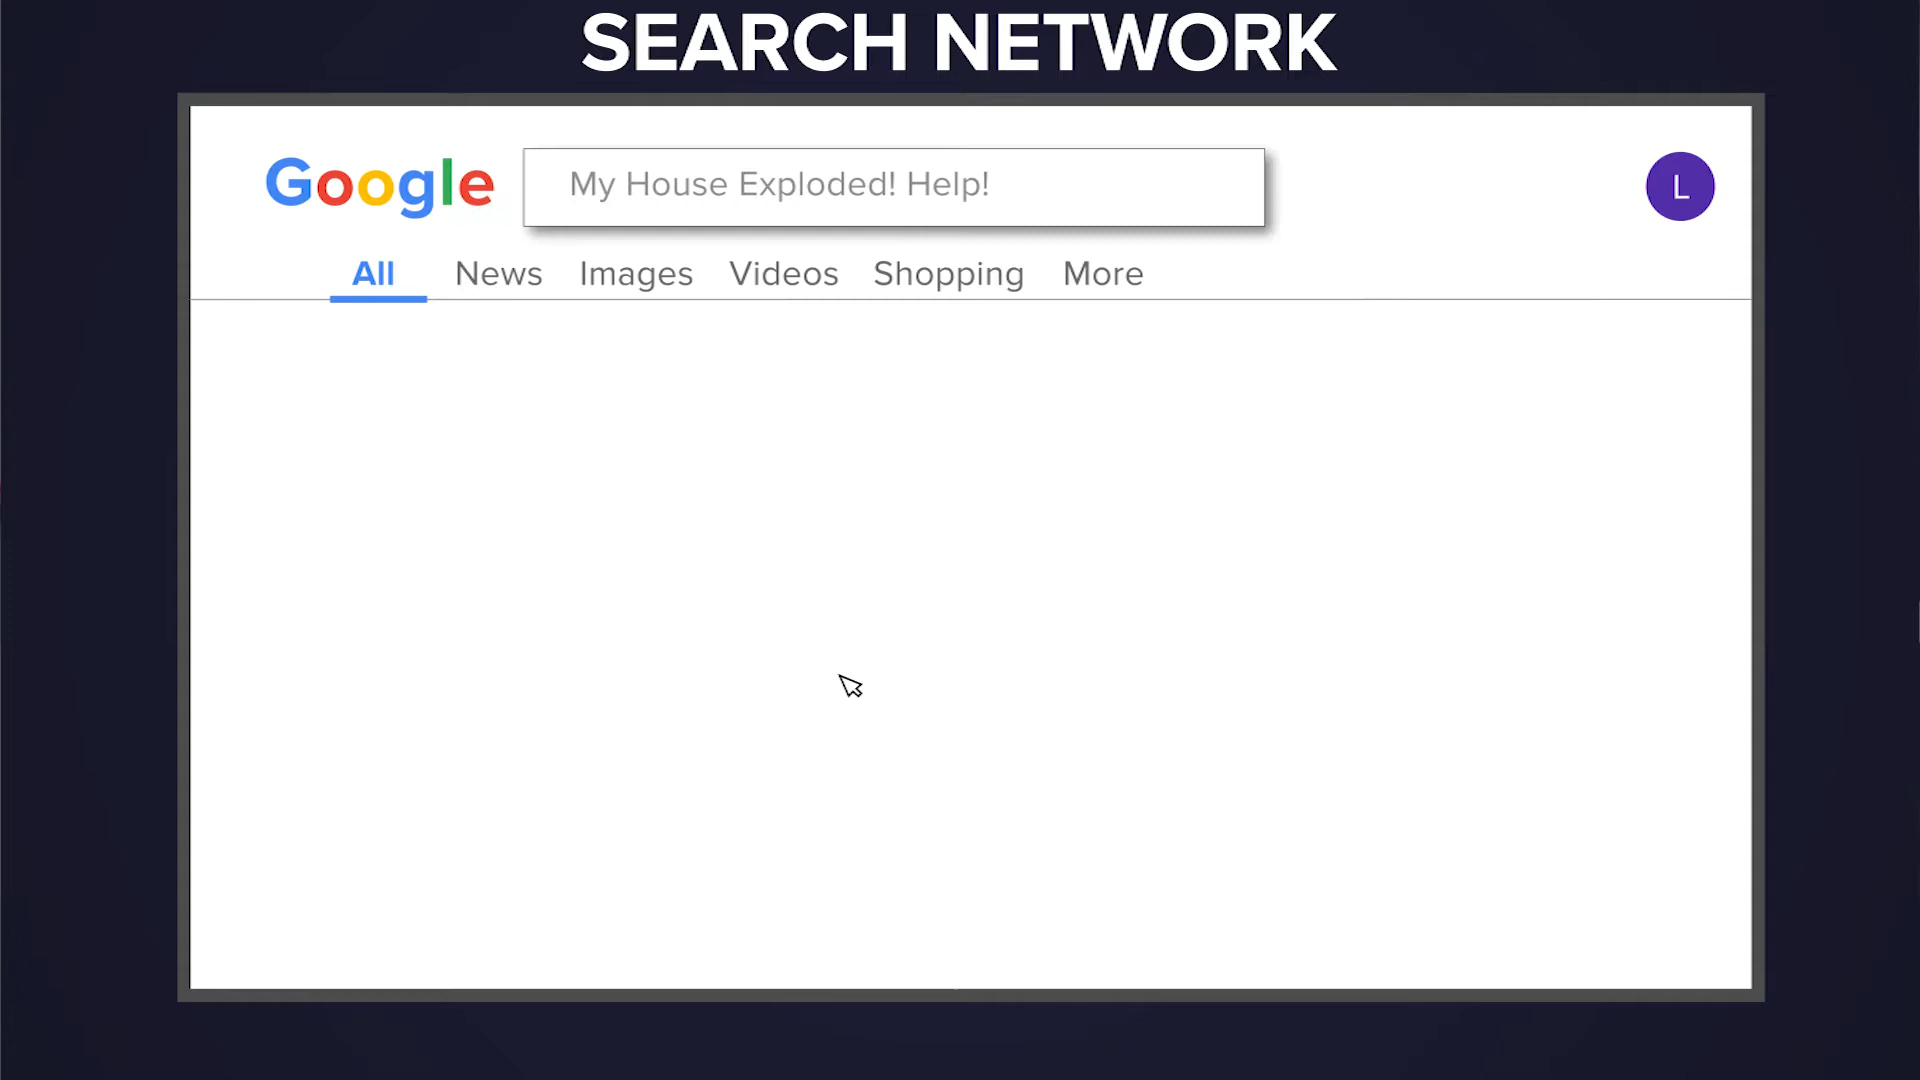 SEARCH NETWORK
Google
My House Exploded! Help!
L
All News Images Videos Shopping More